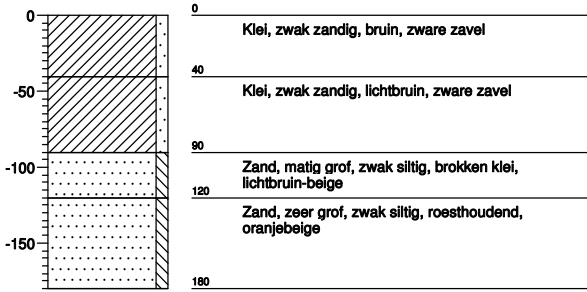 0
0
Klei, zwak zandig, bruin, zware zavel
40
Klei, zwak zandig, lichtbruin, zware zavel
-50
90
Zand, matig grof, zwak siltig, brokken klei,
lichtbruin-beige
-100
120
Zand, zeer grof, zwak siltig, roesthoudend,
oranjebeige
-150
180